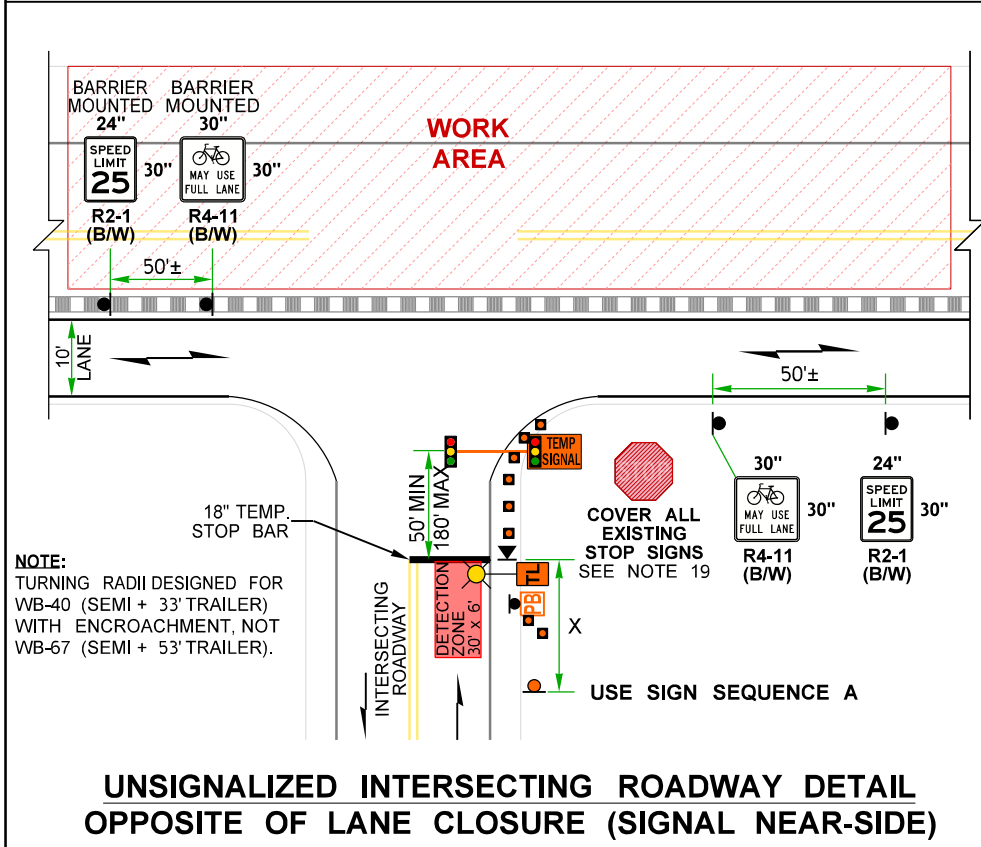 BARRIER
MOUNTED
24"
SPEED
LIMIT
25
30"
R2-1
(B/W)
BARRIER
MOUNTED
30"
MAY USE
FULL LANE
30"
R4-11
(B/W)
WORK
AREA
50'±
10'
LANE
50'±
TEMP
SIGNAL
STOP
COVER ALL
EXISTING
STOP SIGNS
SEE NOTE 19
30"
MAY USE
FULL LANE
30"
R4-11
(B/W)
24"
SPEED
LIMIT
25
30"
R2-1
(B/W)
50' MIN
180' MAX
18" TEMP.
STOP BAR
NOTE:
TURNING RADII DESIGNED FOR
WB-40 (SEMI + 33' TRAILER)
WITH ENCROACHMENT, NOT
WB-67 (SEMI + 53' TRAILER).
INTERSECTING
ROADWAY
DETECTION
ZONE
30' x 6'
TL
PB
X
USE SIGN SEQUENCE A
UNSIGNALIZED INTERSECTING ROADWAY DETAIL
OPPOSITE OF LANE CLOSURE (SIGNAL NEAR-SIDE)